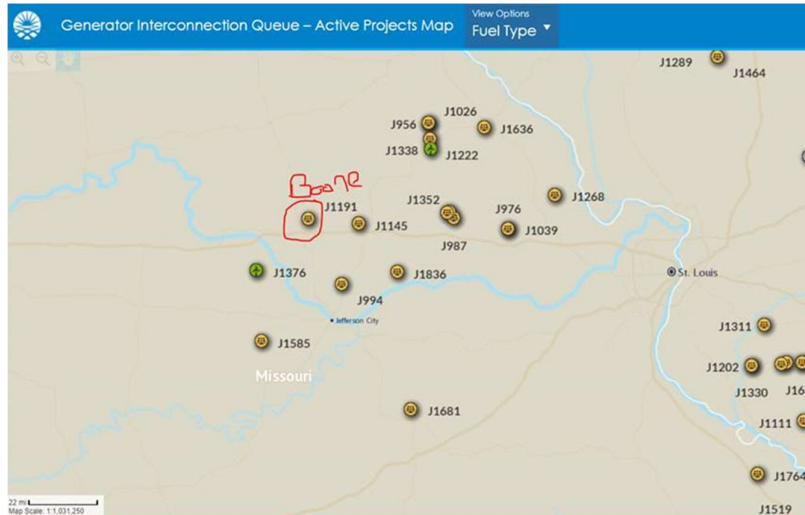 Generator Interconnection Queue – Active Projects Map
View Options
Fuel Type
J1289
J1464
J1026
J956
J1636
J1338
J1222
Boone
J1191
J1352
J1268
J976
J1145
J1039
J987
J1376
J1836
St. Louis
J994
Jefferson City
J1311
J1585
J1202
Missouri
J1330
J16
J1681
J1111
J1764
22 mi
Map Scale: 1:1,031,250
J1519